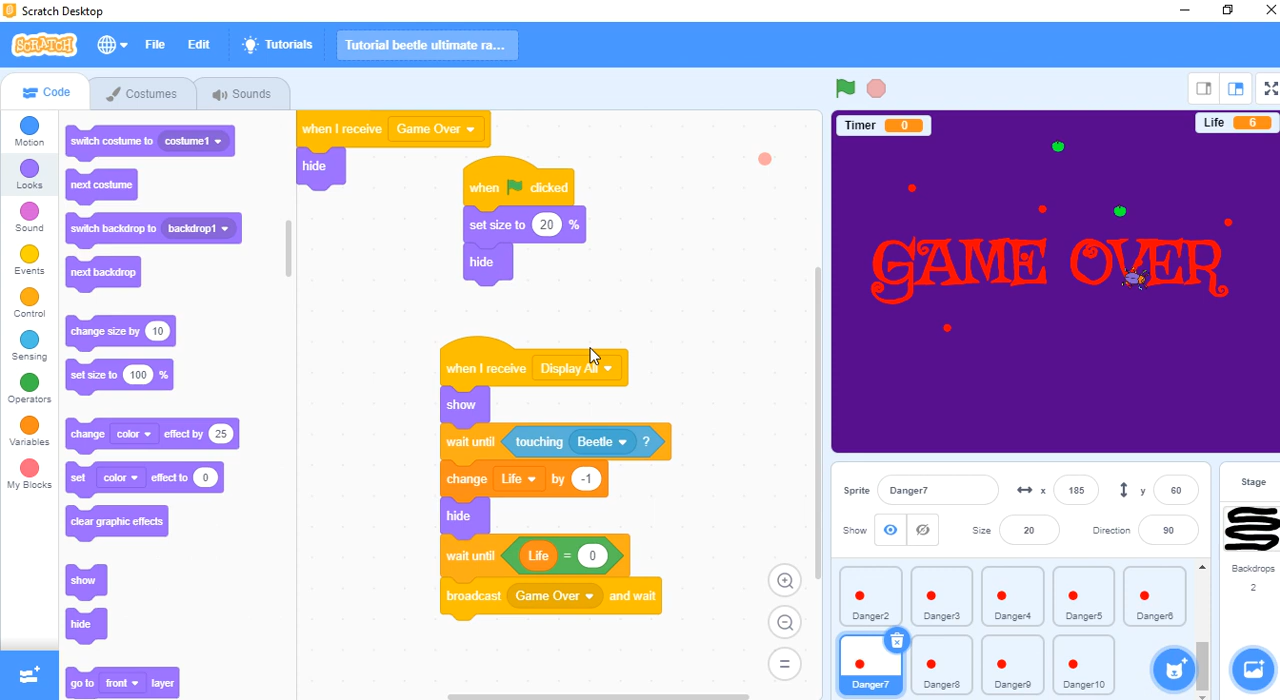 Scratch Desktop
SCRATCH File Edit Tutorials Tutorial beetle ultimate ra...
Code Costumes Sounds
Motion
Looks
Sound
Events
Control
Sensing
Operators
Variables
My Blocks
switch costume to costume1
next costume
switch backdrop to backdrop1
next backdrop
change size by 10
set size to 100 %
change color effect by 25
set color effect to 0
clear graphic effects
show
hide
go to front layer
when I receive Game Over
hide
when clicked
set size to 20 %
hide
when I receive Display All
show
wait until touching Beetle ?
change Life by -1
hide
wait until Life = 0
broadcast Game Over and wait
Timer 0
Life 6
GAME OVER
Sprite Danger7 x 185 y 60
Show Size 20 Direction 90
Danger2 Danger3 Danger4 Danger5 Danger6
Danger7 Danger8 Danger9 Danger10
Stage
Backdrops
2